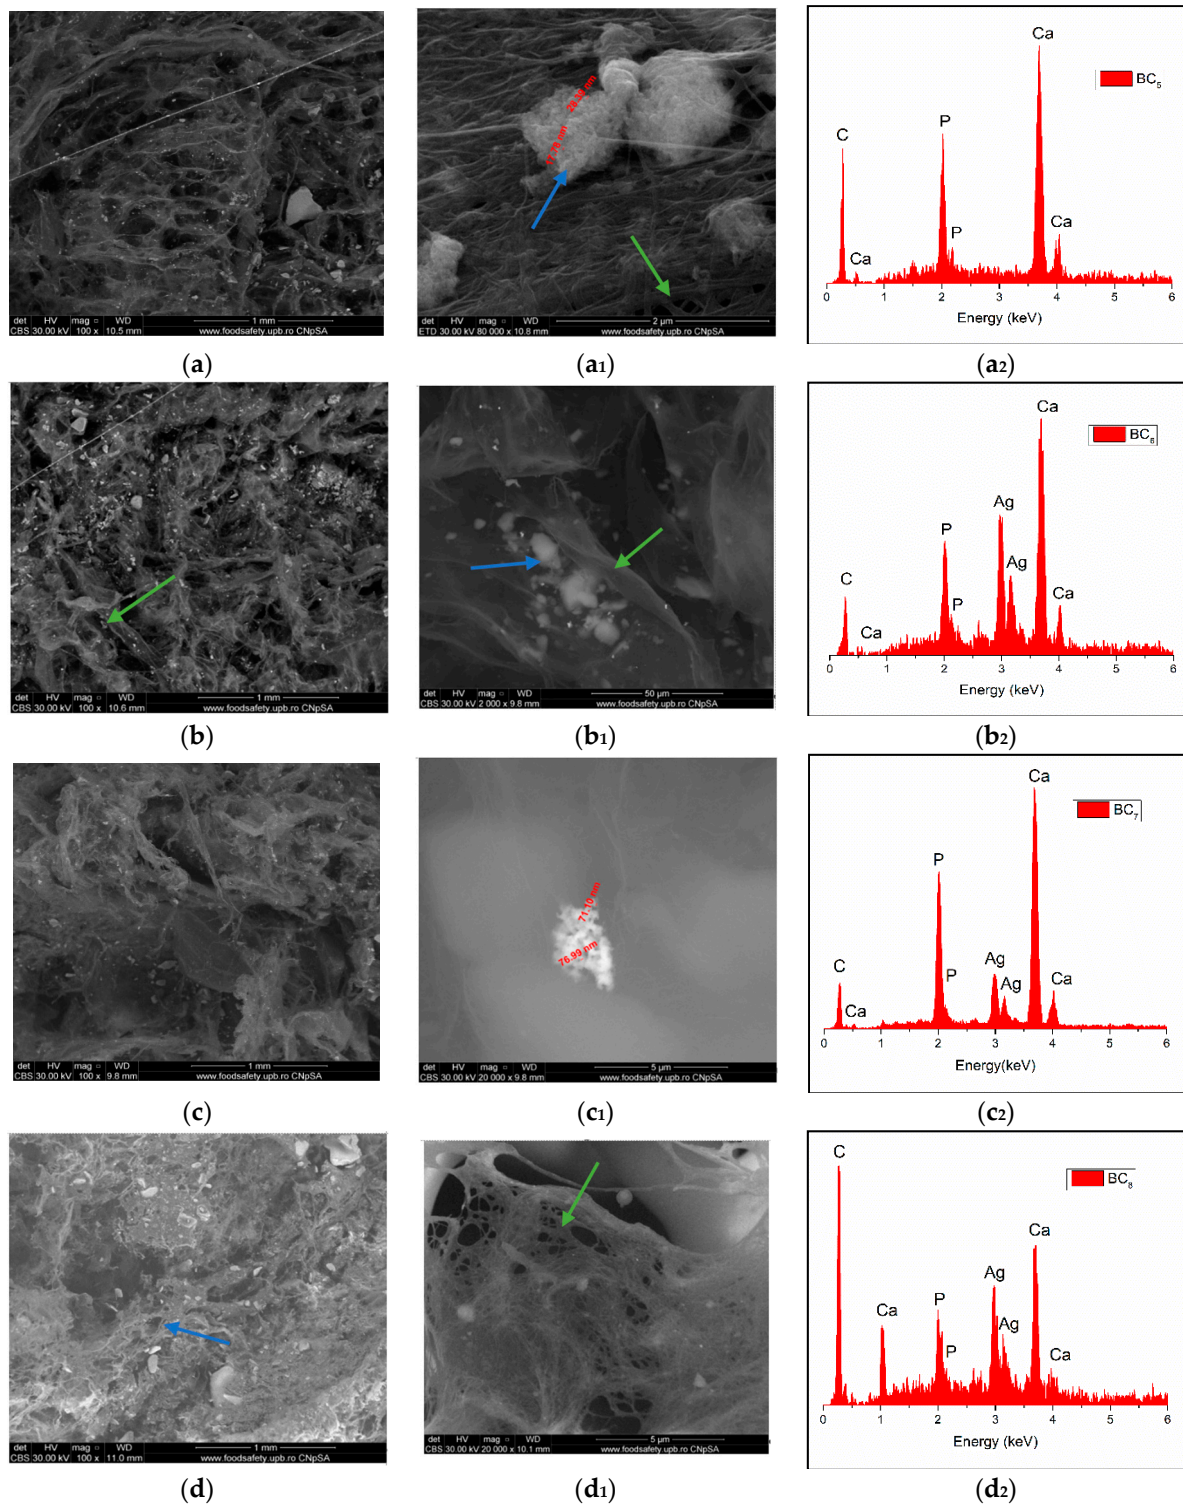 17.79 nm
28.39 nm
Ca
P
C
P
Ca
Ca
BC5
0 1 2 3 4 5 6
Energy (keV)
det HV mag □ WD 1 mm
CBS 30.00 kV 100 x 10.5 mm www.foodsafety.upb.ro CNpSA
det HV mag □ WD 2 µm
ETD 30.00 kV 80 000 x 10.8 mm www.foodsafety.upb.ro CNpSA
(a)
(a1)
(a2)
Ca
Ag
P
Ag
C
P
Ca
Ca
BC6
0 1 2 3 4 5 6
Energy (keV)
det HV mag □ WD 1 mm
CBS 30.00 kV 100 x 10.6 mm www.foodsafety.upb.ro CNpSA
det HV mag □ WD 50 µm
CBS 30.00 kV 2 000 x 9.8 mm www.foodsafety.upb.ro CNpSA
(b)
(b1)
(b2)
71.10 nm
76.99 nm
Ca
P
Ag
C
P
Ag
Ca
Ca
BC7
0 1 2 3 4 5 6
Energy(keV)
det HV mag □ WD 1 mm
CBS 30.00 kV 100 x 9.8 mm www.foodsafety.upb.ro CNpSA
det HV mag □ WD 5 µm
CBS 30.00 kV 20 000 x 9.8 mm www.foodsafety.upb.ro CNpSA
(c)
(c1)
(c2)
C
Ca
Ag
P
Ca
Ag
P
Ca
BC8
0 1 2 3 4 5 6
Energy (keV)
det HV mag □ WD 1 mm
CBS 30.00 kV 100 x 11.0 mm www.foodsafety.upb.ro CNpSA
det HV mag □ WD 5 µm
CBS 30.00 kV 20 000 x 10.1 mm www.foodsafety.upb.ro CNpSA
(d)
(d1)
(d2)